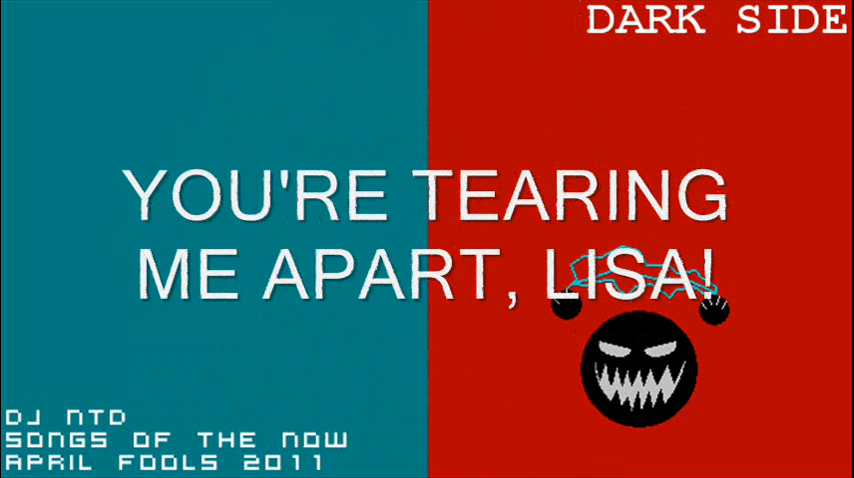 DARK SIDE
YOU'RE TEARING
ME APART, LISA!
DJ NTD
SONGS OF THE NOW
APRIL FOOLS 2011